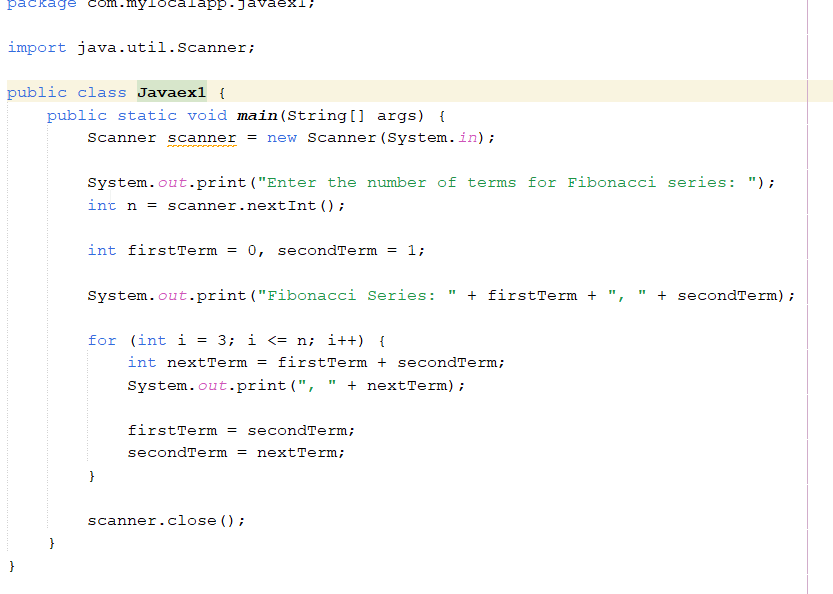 package com.mylocalapp.javaex1;
import java.util.Scanner;
public class Javaex1 {
public static void main(String[] args) {
Scanner scanner = new Scanner(System.in);
System.out.print("Enter the number of terms for Fibonacci series: ");
int n = scanner.nextInt();
int firstTerm = 0, secondTerm = 1;
System.out.print("Fibonacci Series: " + firstTerm + ", " + secondTerm);
for (int i = 3; i <= n; i++) {
int nextTerm = firstTerm + secondTerm;
System.out.print(", " + nextTerm);
firstTerm = secondTerm;
secondTerm = nextTerm;
}
scanner.close();
}
}